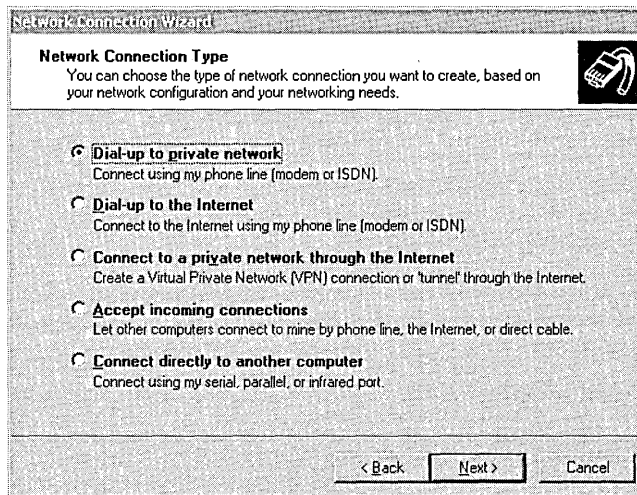 Network Connection Wizard
Network Connection Type
You can choose the type of network connection you want to create, based on
your network configuration and your networking needs.
Dial-up to private network
Connect using my phone line (modem or ISDN).
Dial-up to the Internet
Connect to the Internet using my phone line (modem or ISDN).
Connect to a private network through the Internet
Create a Virtual Private Network (VPN) connection or 'tunnel' through the Internet.
Accept incoming connections
Let other computers connect to mine by phone line, the Internet, or direct cable.
Connect directly to another computer
Connect using my serial, parallel, or infrared port.
< Back
Next >
Cancel